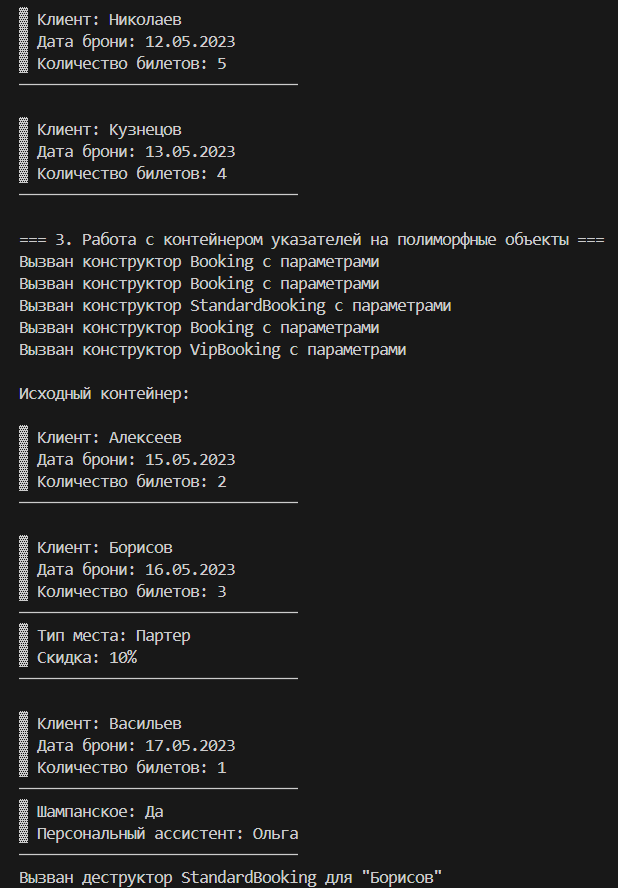 Клиент: Николаев
Дата брони: 12.05.2023
Количество билетов: 5
Клиент: Кузнецов
Дата брони: 13.05.2023
Количество билетов: 4
=== 3. Работа с контейнером указателей на полиморфные объекты ===
Вызван конструктор Booking с параметрами
Вызван конструктор Booking с параметрами
Вызван конструктор StandardBooking с параметрами
Вызван конструктор Booking с параметрами
Вызван конструктор VipBooking с параметрами
Исходный контейнер:
Клиент: Алексеев
Дата брони: 15.05.2023
Количество билетов: 2
Клиент: Борисов
Дата брони: 16.05.2023
Количество билетов: 3
Тип места: Партер
Скидка: 10%
Клиент: Васильев
Дата брони: 17.05.2023
Количество билетов: 1
Шампанское: Да
Персональный ассистент: Ольга
Вызван деструктор StandardBooking для "Борисов"